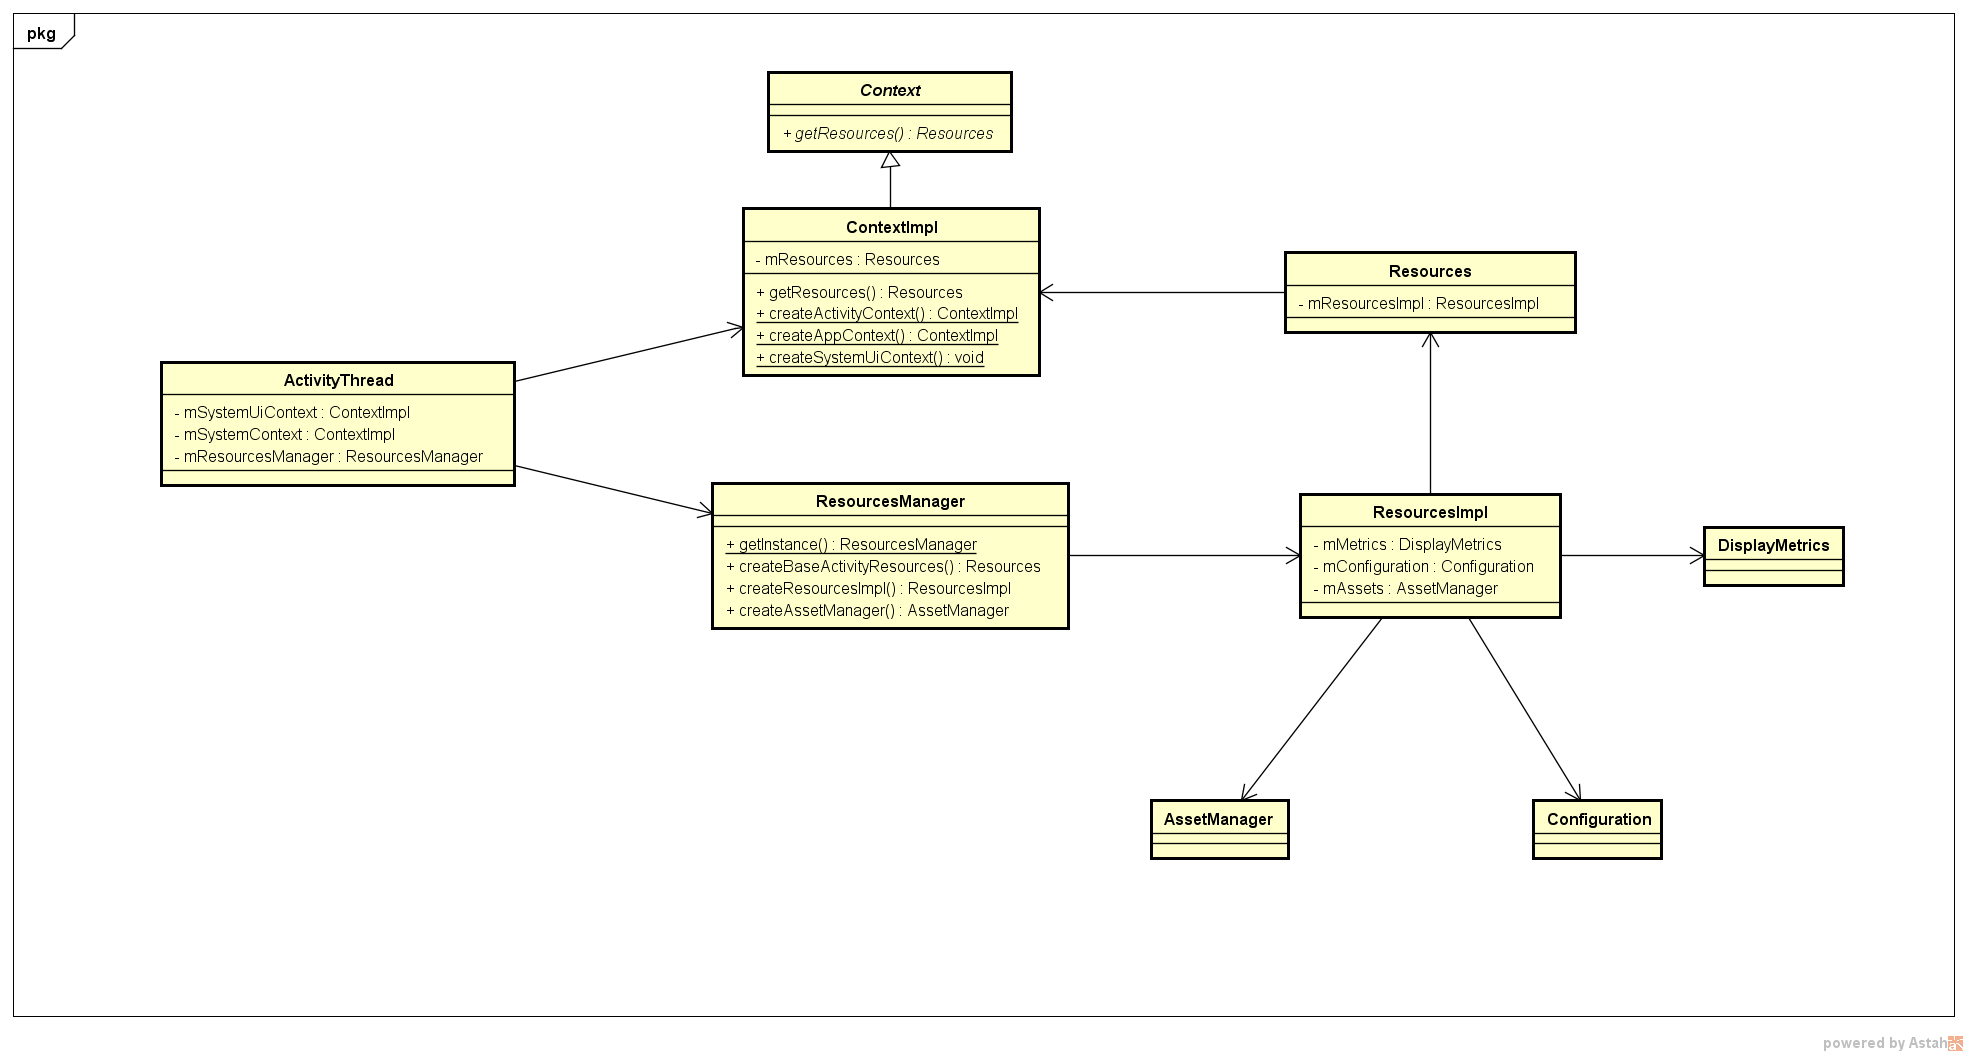 pkg
Context
+ getResources() : Resources
ContextImpl
- mResources : Resources
+ getResources() : Resources
+ createActivityContext() : ContextImpl
+ createAppContext() : ContextImpl
+ createSystemUiContext() : void
Resources
- mResourcesImpl : ResourcesImpl
ActivityThread
- mSystemUiContext : ContextImpl
- mSystemContext : ContextImpl
- mResourcesManager : ResourcesManager
ResourcesManager
+ getInstance() : ResourcesManager
+ createBaseActivityResources() : Resources
+ createResourcesImpl() : ResourcesImpl
+ createAssetManager() : AssetManager
ResourcesImpl
- mMetrics : DisplayMetrics
- mConfiguration : Configuration
- mAssets : AssetManager
DisplayMetrics
AssetManager
Configuration
powered by Astah